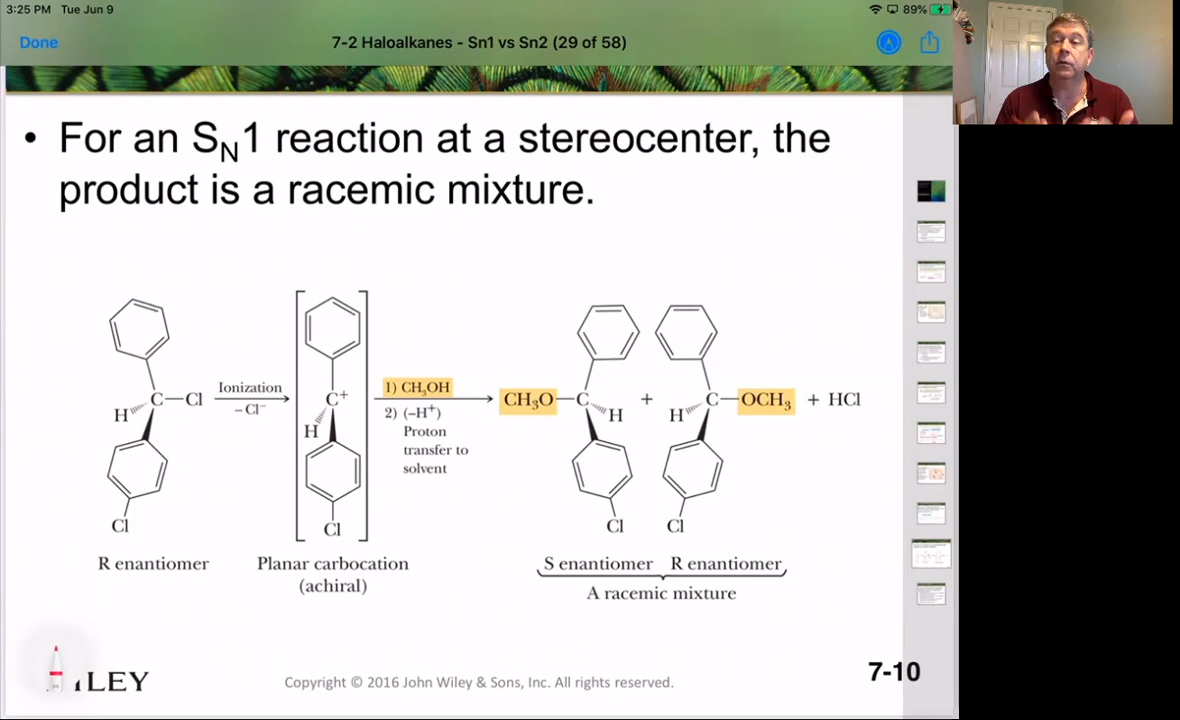 3:25 PM Tue Jun 9
89%
Done
7-2 Haloalkanes - Sn1 vs Sn2 (29 of 58)
• For an SN1 reaction at a stereocenter, the
product is a racemic mixture.
H
C—Cl
Cl
R enantiomer
Ionization
−Cl⁻
C⁺
H
Cl
Planar carbocation
(achiral)
1) CH₃OH
2) (−H⁺)
Proton
transfer to
solvent
CH₃O—C
H
Cl
S enantiomer
+
H
C—OCH₃
Cl
R enantiomer
+ HCl
A racemic mixture
ILEY
Copyright © 2016 John Wiley & Sons, Inc. All rights reserved.
7-10